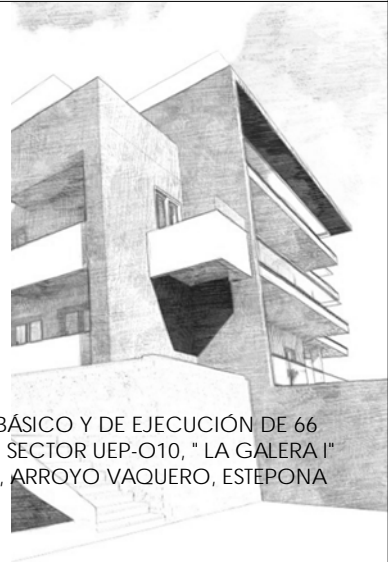 BÁSICO Y DE EJECUCIÓN DE 66
SECTOR UEP-O10, " LA GALERA I"
, ARROYO VAQUERO, ESTEPONA